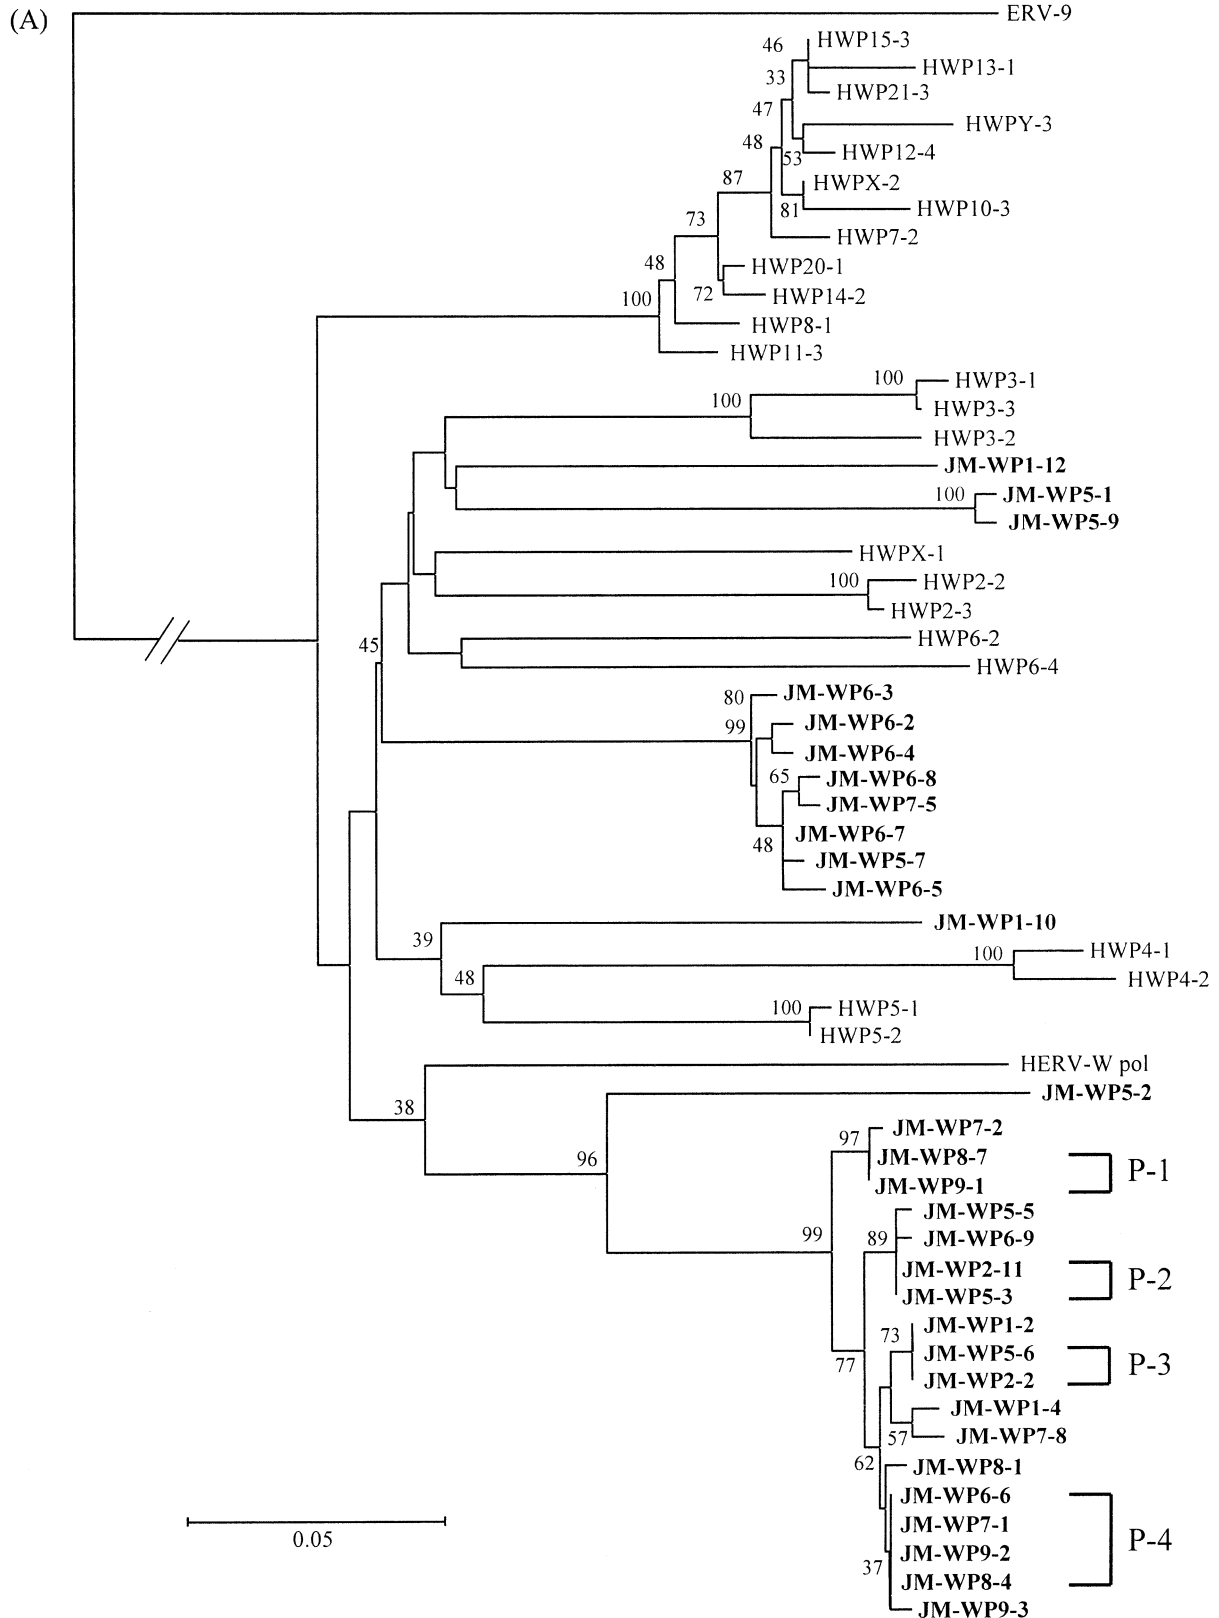 (A)
ERV-9
46
HWP15-3
HWP13-1
33
HWP21-3
47
HWPY-3
48
53
HWP12-4
87
HWPX-2
81
HWP10-3
73
HWP7-2
48
HWP20-1
72
HWP14-2
100
HWP8-1
HWP11-3
100
HWP3-1
100
HWP3-3
HWP3-2
JM-WP1-12
100
JM-WP5-1
JM-WP5-9
HWPX-1
100
HWP2-2
HWP2-3
HWP6-2
45
HWP6-4
80
JM-WP6-3
99
JM-WP6-2
JM-WP6-4
65
JM-WP6-8
JM-WP7-5
JM-WP6-7
48
JM-WP5-7
JM-WP6-5
JM-WP1-10
39
100
HWP4-1
48
HWP4-2
100
HWP5-1
HWP5-2
HERV-W pol
38
JM-WP5-2
97
JM-WP7-2
96
JM-WP8-7
P-1
JM-WP9-1
JM-WP5-5
99
89
JM-WP6-9
JM-WP2-11
P-2
JM-WP5-3
JM-WP1-2
73
JM-WP5-6
P-3
77
JM-WP2-2
JM-WP1-4
57
JM-WP7-8
62
JM-WP8-1
JM-WP6-6
JM-WP7-1
P-4
0.05
JM-WP9-2
37
JM-WP8-4
JM-WP9-3